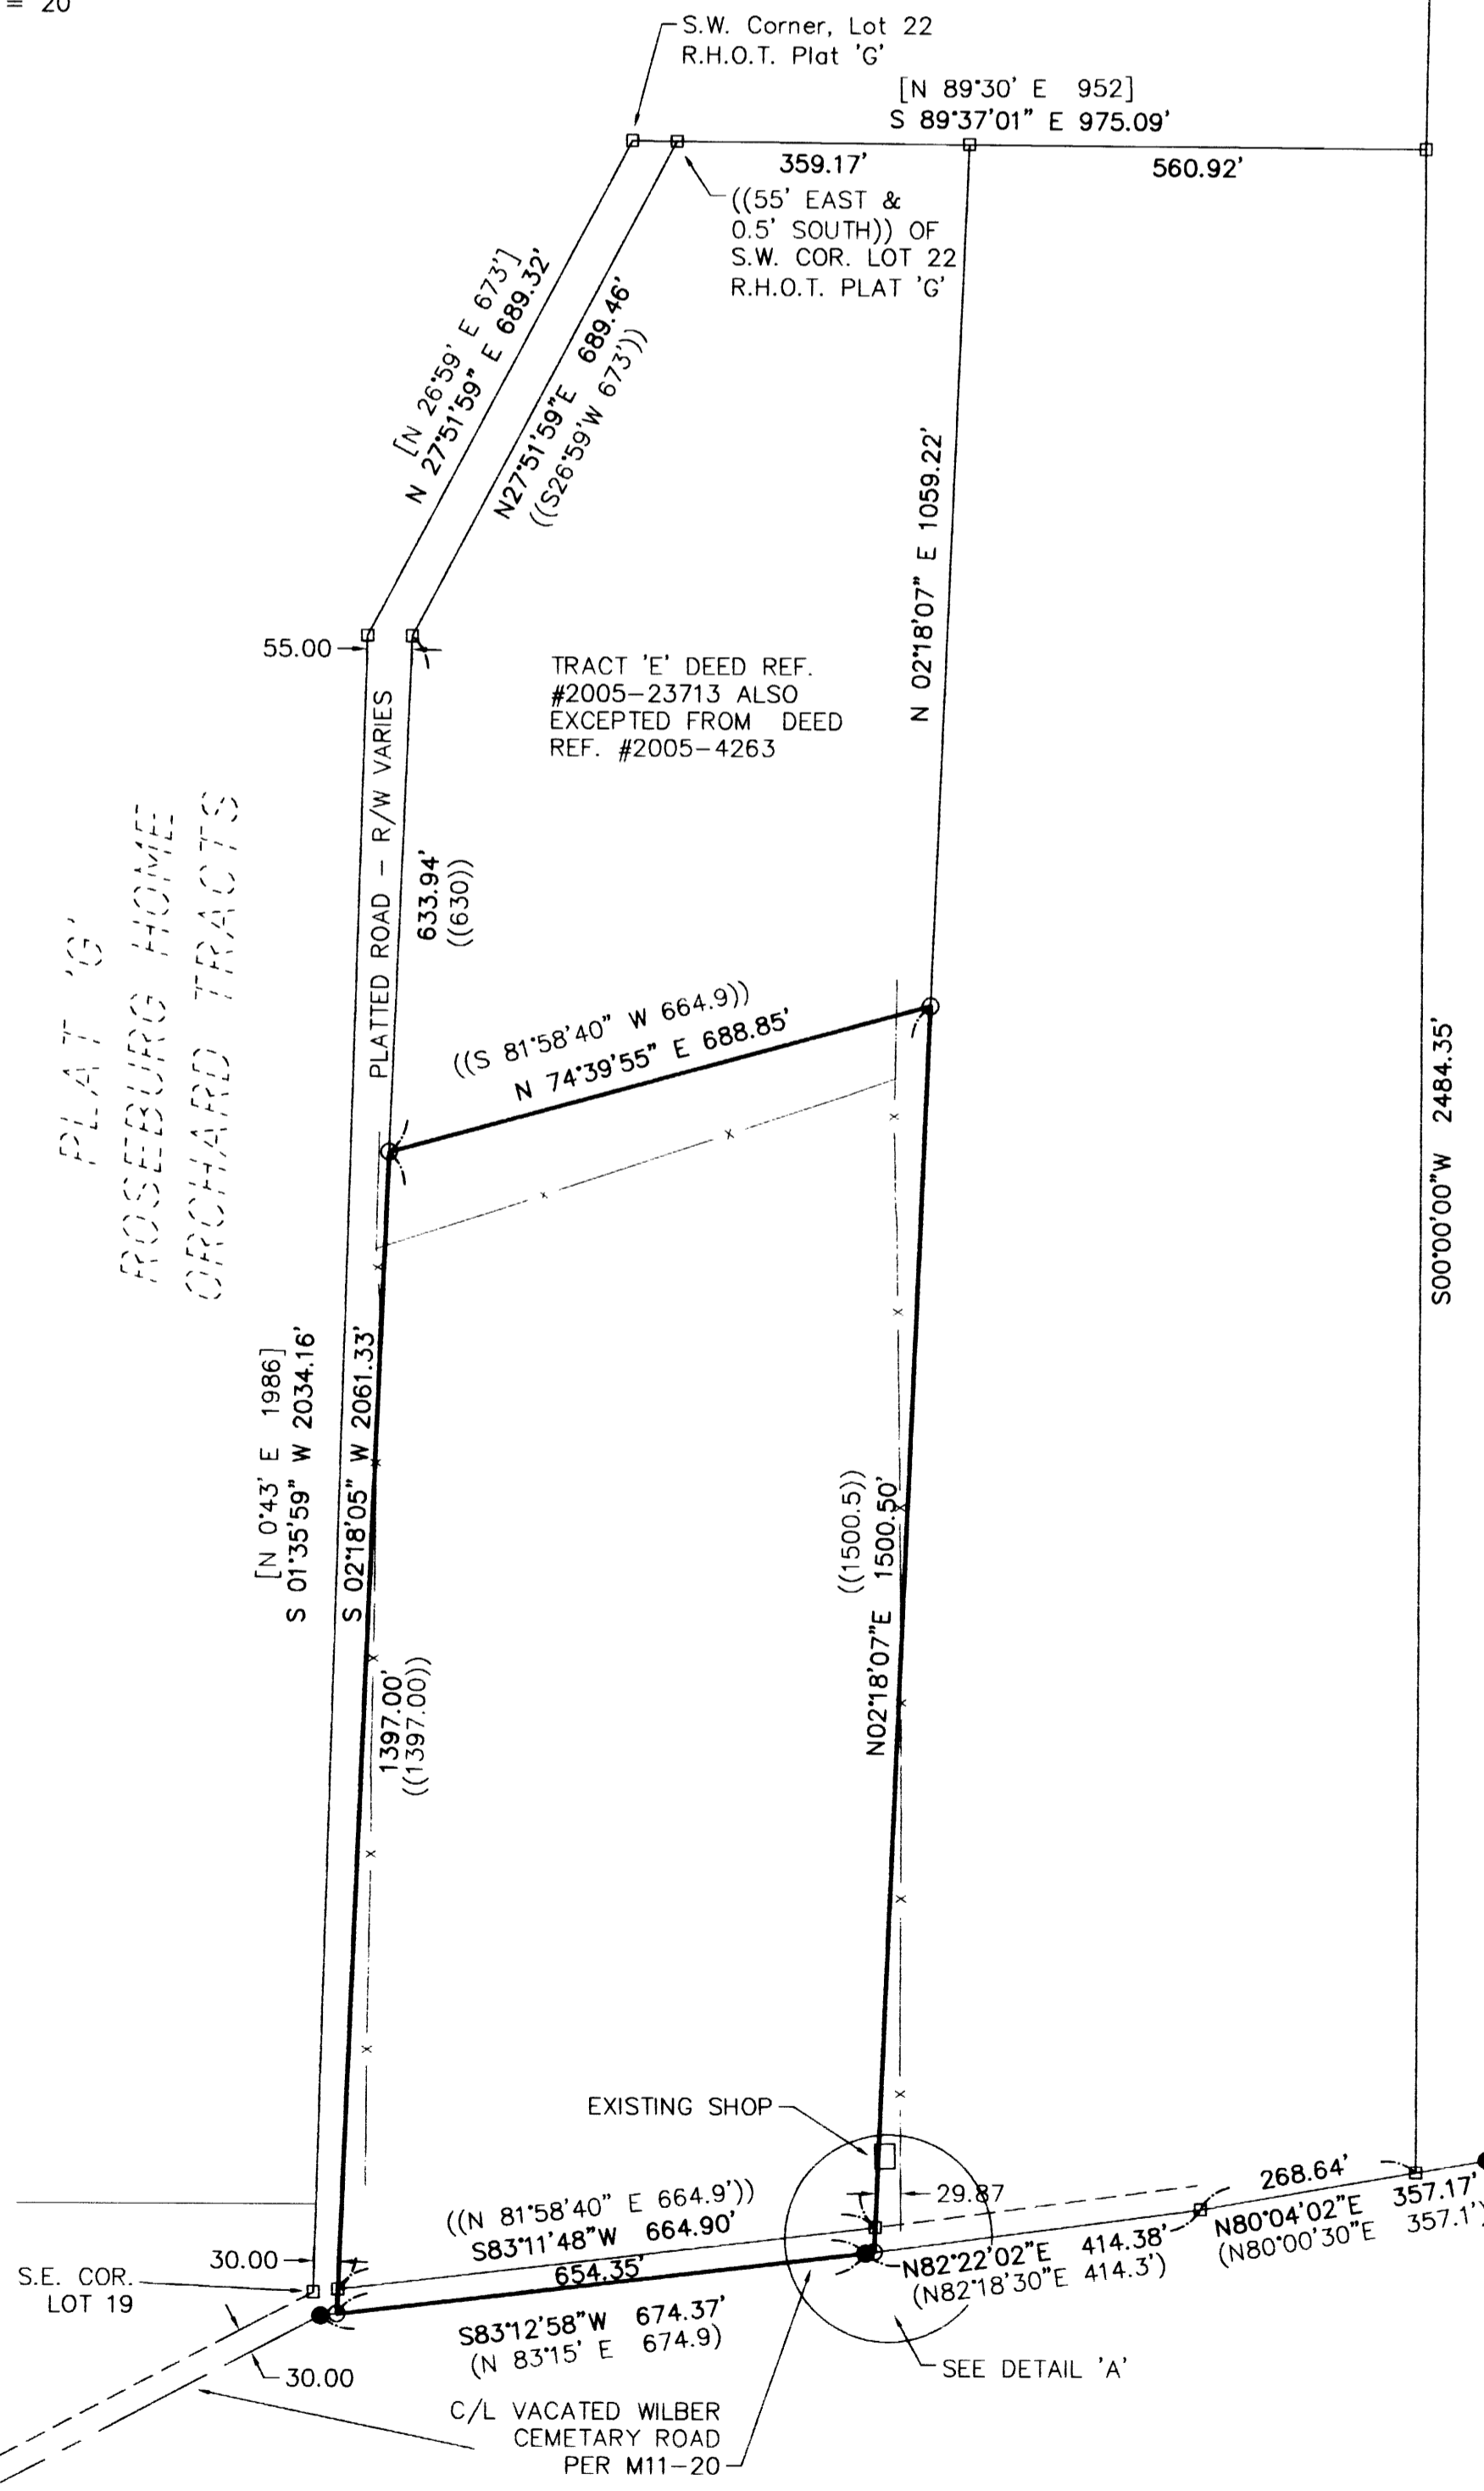 = 20
S.W. Corner, Lot 22
R.H.O.T. Plat 'G'
[N 89°30' E 952]
S 89°37'01" E 975.09'
359.17'
560.92'
((55' EAST &
0.5' SOUTH)) OF
S.W. COR. LOT 22
R.H.O.T. PLAT 'G'
[N 26°59' E 673']
N 27°51'59" E 689.32'
N27°51'59"E 689.46'
((S26°59'W 673'))
N 02°18'07" E 1059.22'
55.00
TRACT 'E' DEED REF.
#2005-23713 ALSO
EXCEPTED FROM DEED
REF. #2005-4263
PLATTED ROAD - R/W VARIES
633.94'
((630))
PLAT 'G'
ROSEBURG HOME
ORCHARD TRACTS
((S 81°58'40" W 664.9))
N 74°39'55" E 688.85'
S00°00'00"W 2484.35'
[N 0°43' E 1986]
S 01°35'59" W 2034.16'
S 02°18'05" W 2061.33'
1397.00'
((1397.00))
((1500.5))
N02°18'07"E 1500.50'
EXISTING SHOP
29.87
268.64'
((N 81°58'40" E 664.9'))
S83°11'48"W 664.90'
654.35'
30.00
S.E. COR.
LOT 19
N80°04'02"E 357.17'
(N80°00'30"E 357.1')
N82°22'02"E 414.38'
(N82°18'30"E 414.3')
S83°12'58"W 674.37'
(N 83°15' E 674.9)
30.00
SEE DETAIL 'A'
C/L VACATED WILBER
CEMETARY ROAD
PER M11-20